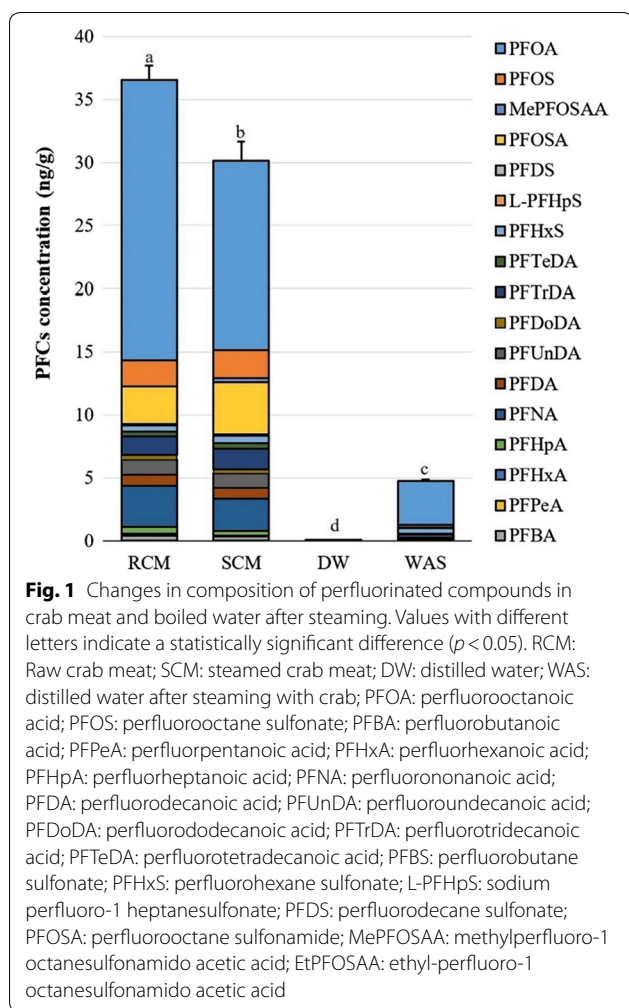 40
35
30
25
20
15
10
5
0
PFCs concentration (ng/g)
a
b
d
c
RCM
SCM
DW
WAS
PFOA
PFOS
MePFOSAA
PFOSA
PFDS
L-PFHpS
PFHxS
PFTeDA
PFTrDA
PFDoDA
PFUnDA
PFDA
PFNA
PFHpA
PFHxA
PFPeA
PFBA
Fig. 1 Changes in composition of perfluorinated compounds in
crab meat and boiled water after steaming. Values with different
letters indicate a statistically significant difference (p < 0.05). RCM:
Raw crab meat; SCM: steamed crab meat; DW: distilled water; WAS:
distilled water after steaming with crab; PFOA: perfluorooctanoic
acid; PFOS: perfluorooctane sulfonate; PFBA: perfluorobutanoic
acid; PFPeA: perfluorpentanoic acid; PFHxA: perfluorhexanoic acid;
PFHpA: perfluorheptanoic acid; PFNA: perfluorononanoic acid;
PFDA: perfluorodecanoic acid; PFUnDA: perfluoroundecanoic acid;
PFDoDA: perfluorododecanoic acid; PFTrDA: perfluorotridecanoic
acid; PFTeDA: perfluorotetradecanoic acid; PFBS: perfluorobutane
sulfonate; PFHxS: perfluorohexane sulfonate; L-PFHpS: sodium
perfluoro-1 heptanesulfonate; PFDS: perfluorodecane sulfonate;
PFOSA: perfluorooctane sulfonamide; MePFOSAA: methylperfluoro-1
octanesulfonamido acetic acid; EtPFOSAA: ethyl-perfluoro-1
octanesulfonamido acetic acid